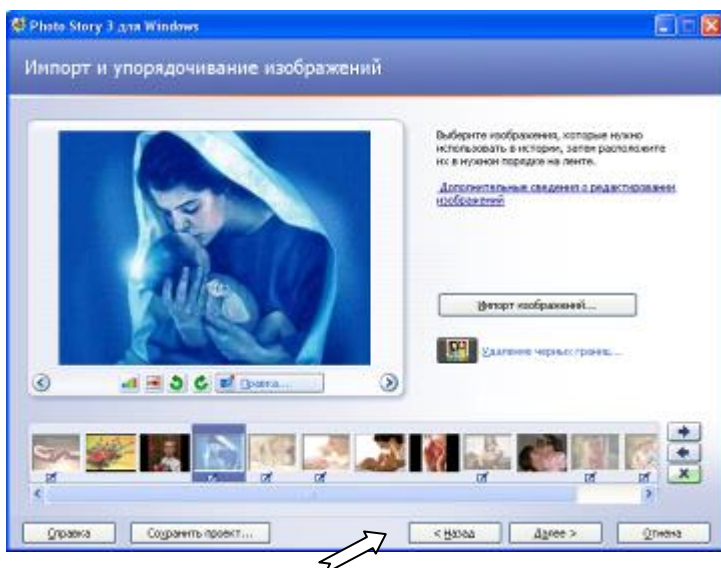 Photo Story 3 для Windows
Импорт и упорядочивание изображений
Выберите изображения, которые нужно
использовать в истории, затем расположите
их в нужном порядке на ленте.
Дополнительные сведения о редактировании
изображений
Импорт изображений...
Удаление черных границ...
Правка...
Справка
Сохранить проект...
< Назад
Далее >
Отмена